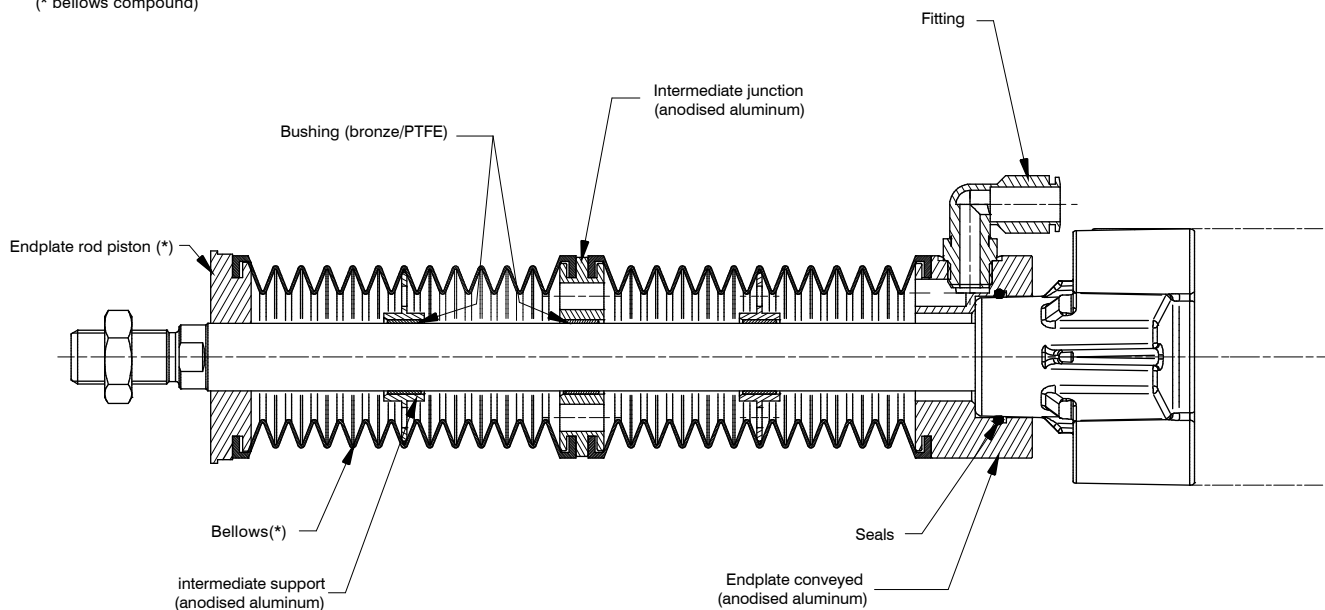 (* bellows compound)
Fitting
Intermediate junction
(anodised aluminum)
Bushing (bronze/PTFE)
Endplate rod piston (*)
Bellows(*)
Seals
intermediate support
(anodised aluminum)
Endplate conveyed
(anodised aluminum)